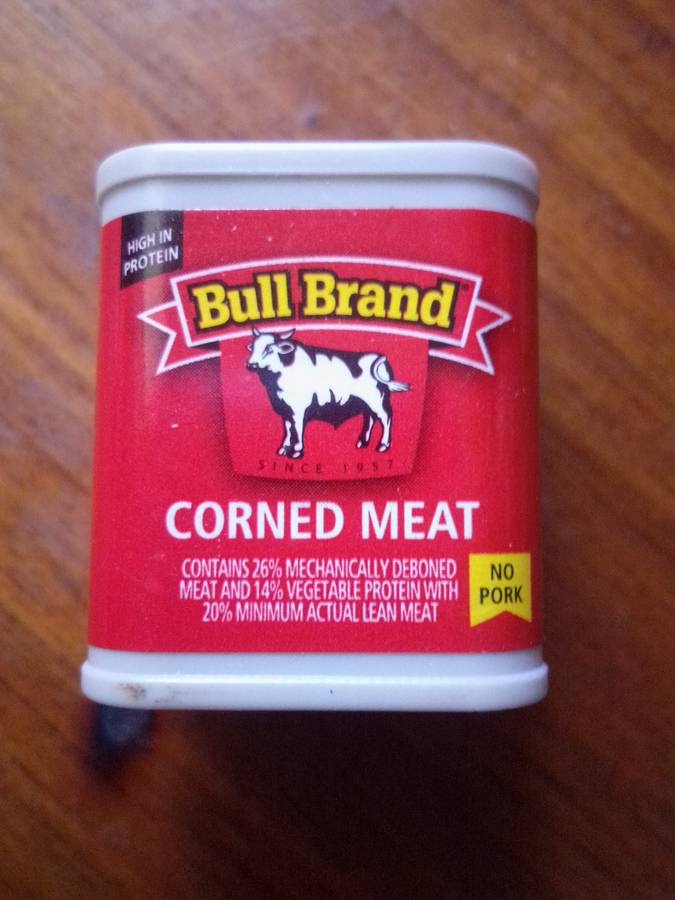 HIGH IN
PROTEIN
Bull Brand
SINCE 1957
CORNED MEAT
CONTAINS 26% MECHANICALLY DEBONED
MEAT AND 14% VEGETABLE PROTEIN WITH
20% MINIMUM ACTUAL LEAN MEAT
NO
PORK